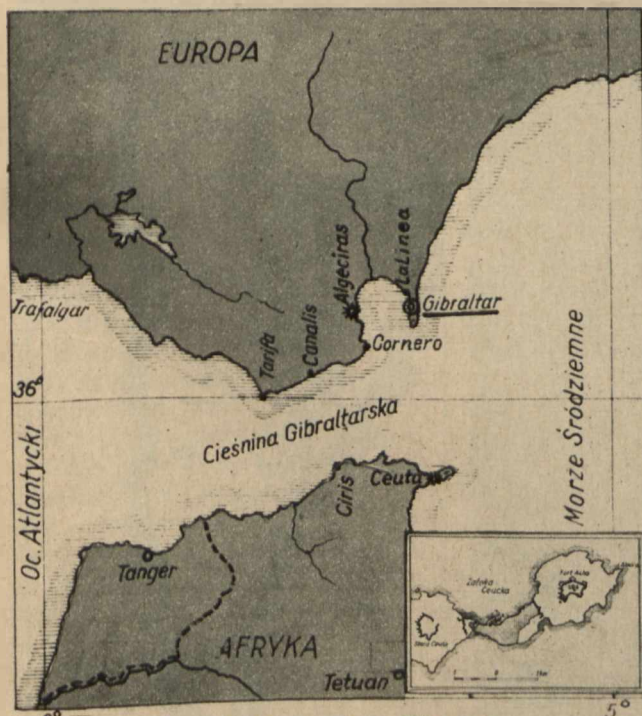 EUROPA
Algeciras
La Linea
Gibraltar
Trafalgar
Tarifa
Canalis
Cornero
36°
Cieśnina Gibraltarska
Oc. Atlantycki
Morze Śródziemne
Ciris
Ceuta
Tanger
AFRYKA
Tetuan
Zatoka
Ceucka
5°